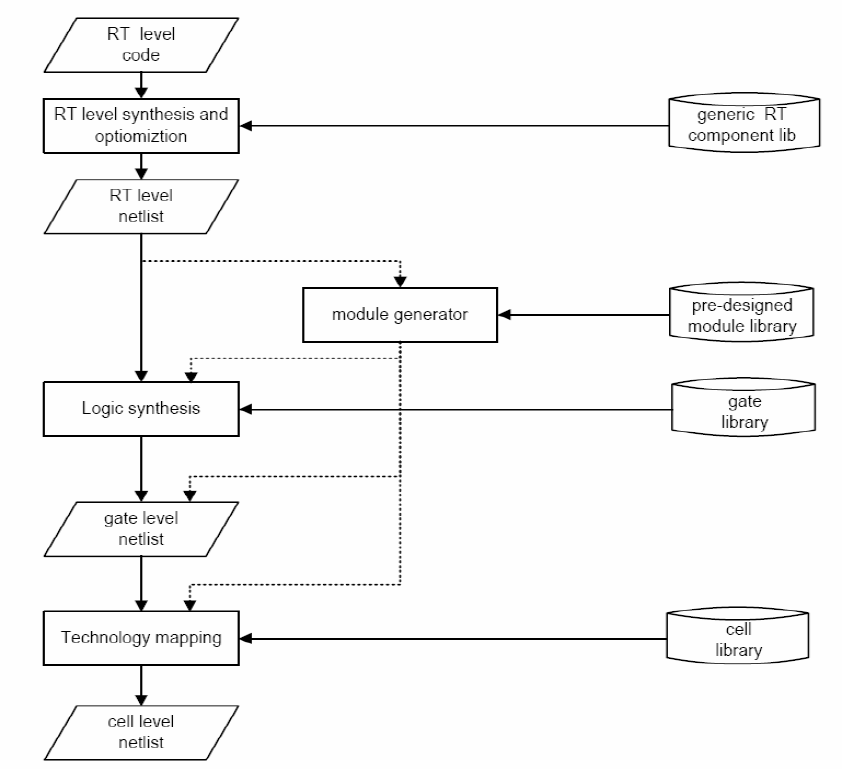 RT level
code
RT level synthesis and
optiomiztion
generic RT
component lib
RT level
netlist
module generator
pre-designed
module library
Logic synthesis
gate
library
gate level
netlist
Technology mapping
cell
library
cell level
netlist